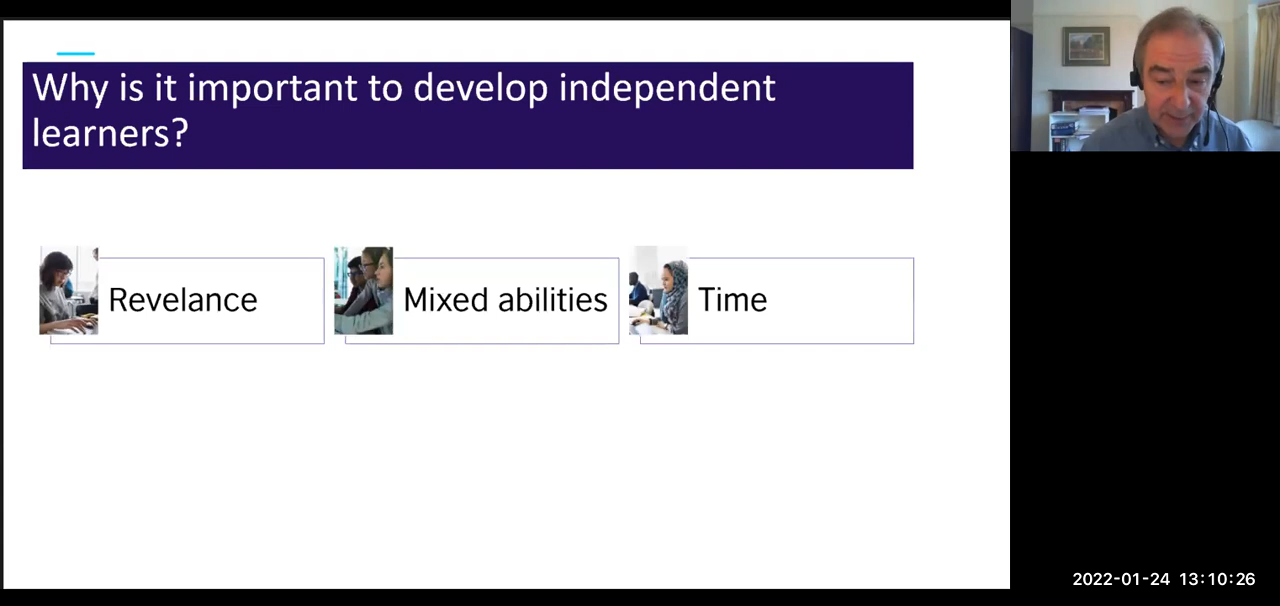 Why is it important to develop independent
learners?
Revelance
Mixed abilities
Time
2022-01-24 13:10:26